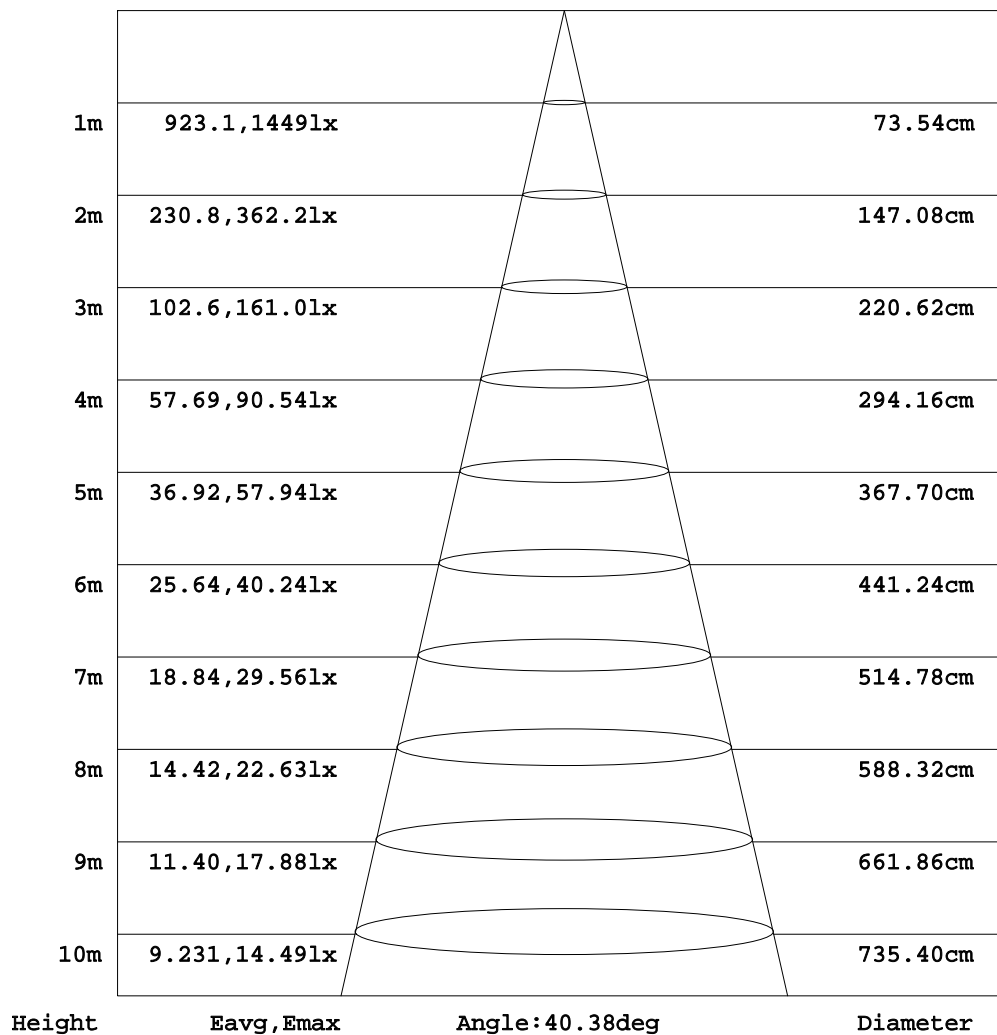 1m 923.1,1449lx 73.54cm
2m 230.8,362.2lx 147.08cm
3m 102.6,161.0lx 220.62cm
4m 57.69,90.54lx 294.16cm
5m 36.92,57.94lx 367.70cm
6m 25.64,40.24lx 441.24cm
7m 18.84,29.56lx 514.78cm
8m 14.42,22.63lx 588.32cm
9m 11.40,17.88lx 661.86cm
10m 9.231,14.49lx 735.40cm
Height Eavg,Emax Angle:40.38deg Diameter